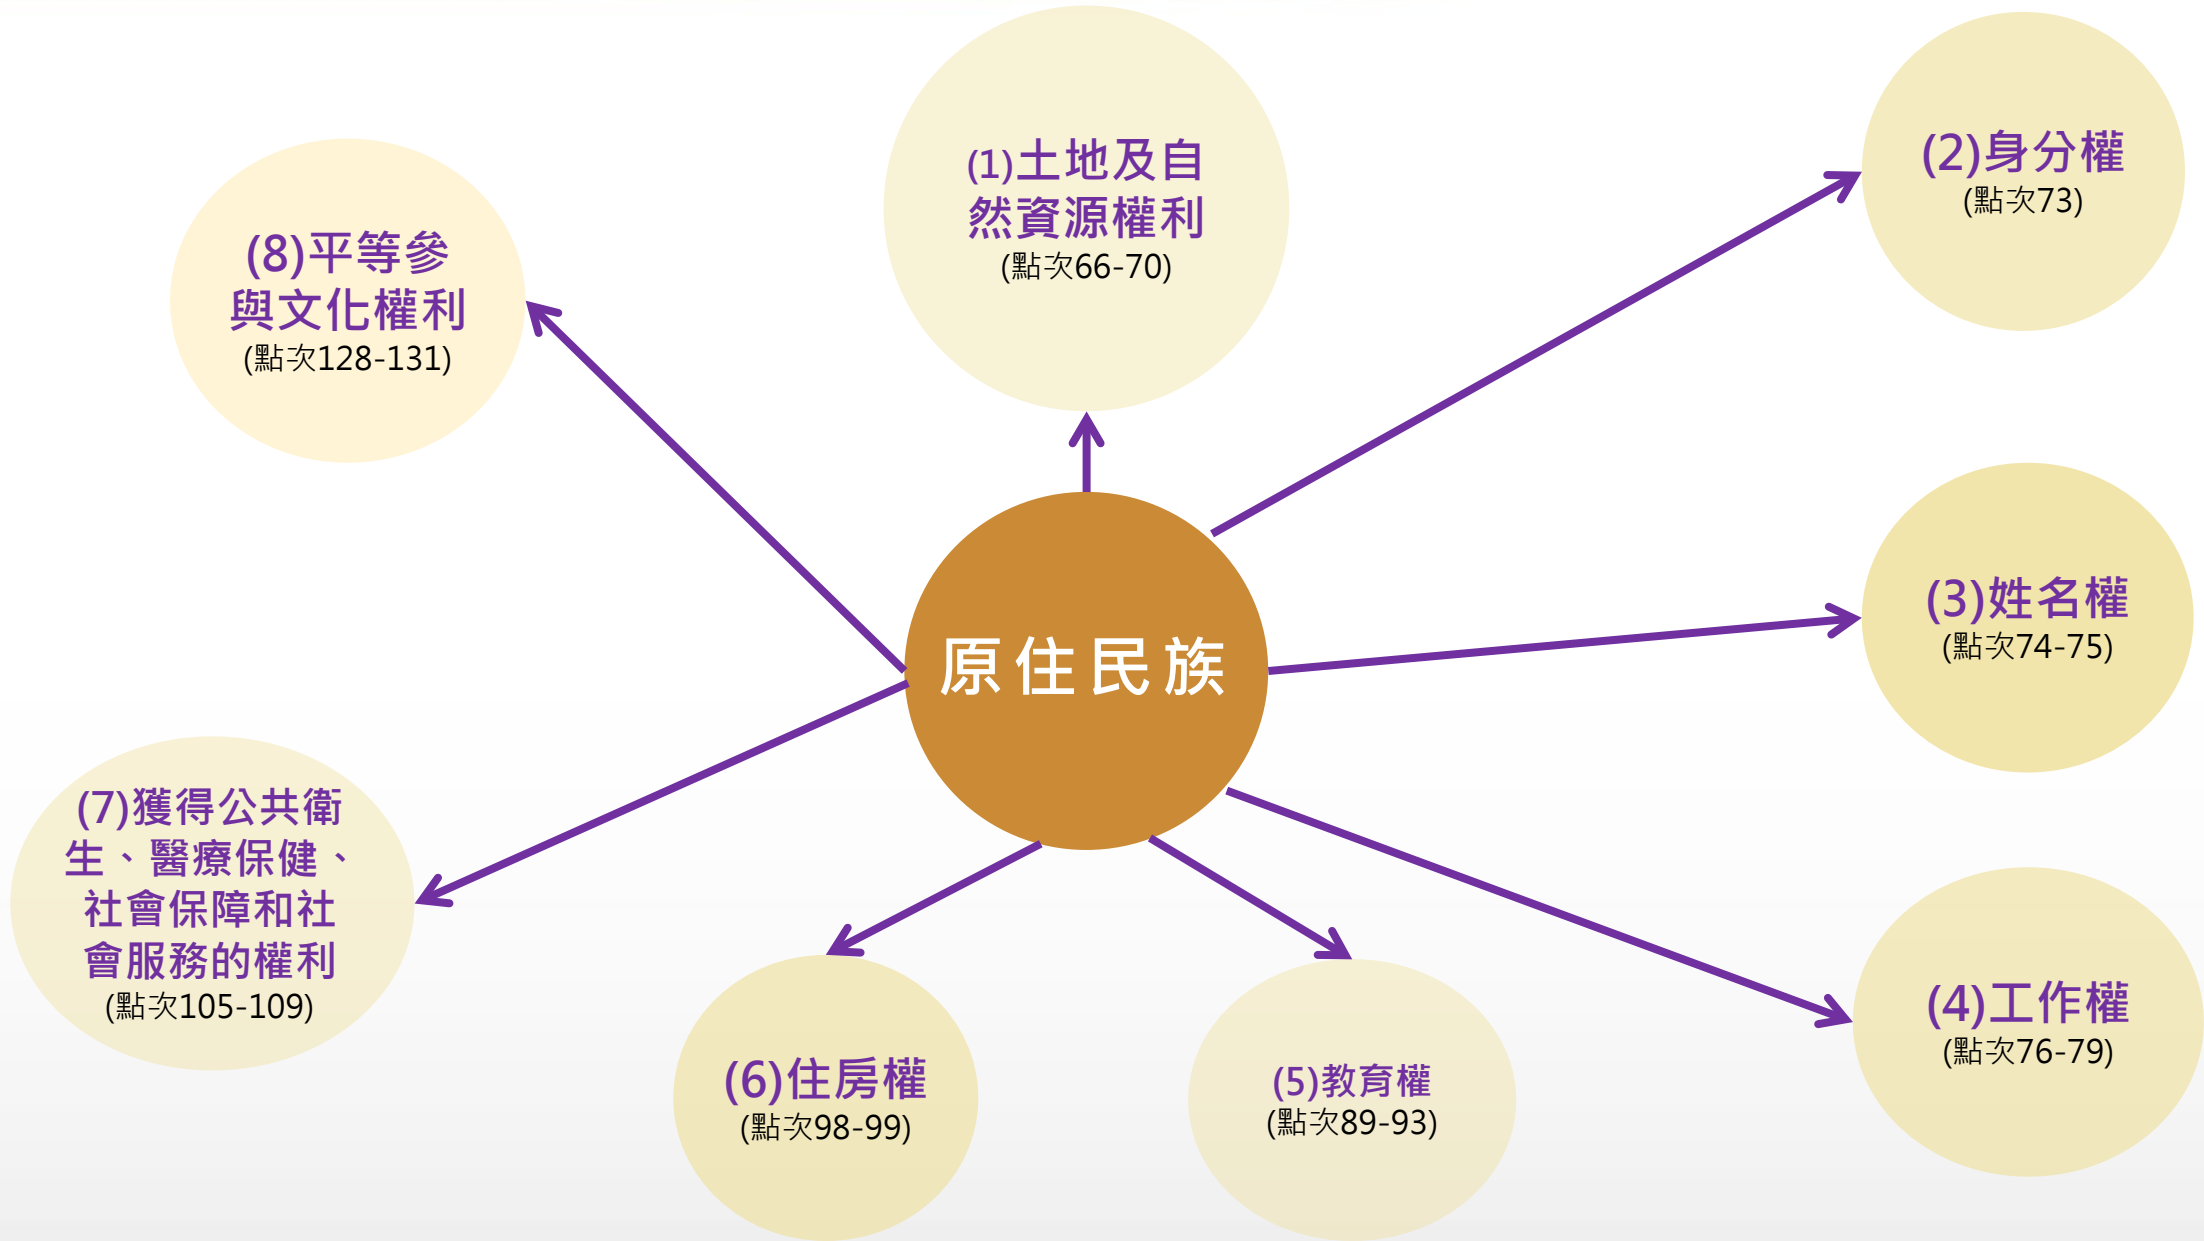 (1)土地及自
然資源權利
(點次66-70)
(2)身分權
(點次73)
(3)姓名權
(點次74-75)
(4)工作權
(點次76-79)
(5)教育權
(點次89-93)
(6)住房權
(點次98-99)
(7)獲得公共衛
生、醫療保健、
社會保障和社
會服務的權利
(點次105-109)
(8)平等參
與文化權利
(點次128-131)
原住民族